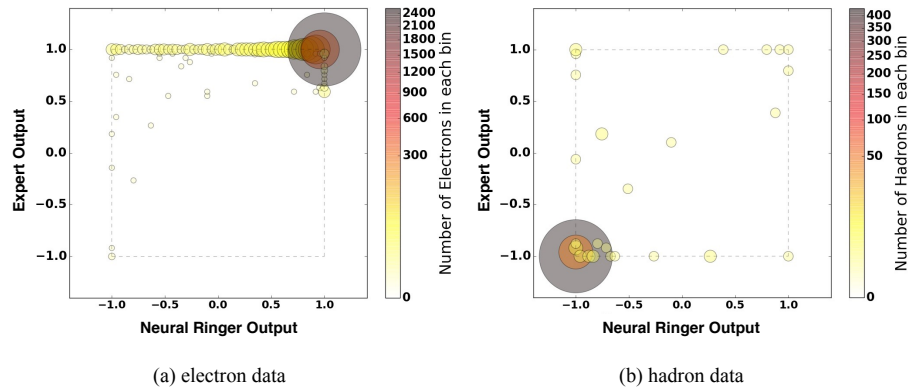 2400
2100
1800
1500
1200
900
600
300
0
Number of Electrons in each bin
1.0
0.5
0.0
−0.5
−1.0
Expert Output
−1.0 −0.5 0.0 0.5 1.0
Neural Ringer Output
(a) electron data
400
350
300
250
200
150
100
50
0
Number of Hadrons in each bin
1.0
0.5
0.0
−0.5
−1.0
Expert Output
−1.0 −0.5 0.0 0.5 1.0
Neural Ringer Output
(b) hadron data